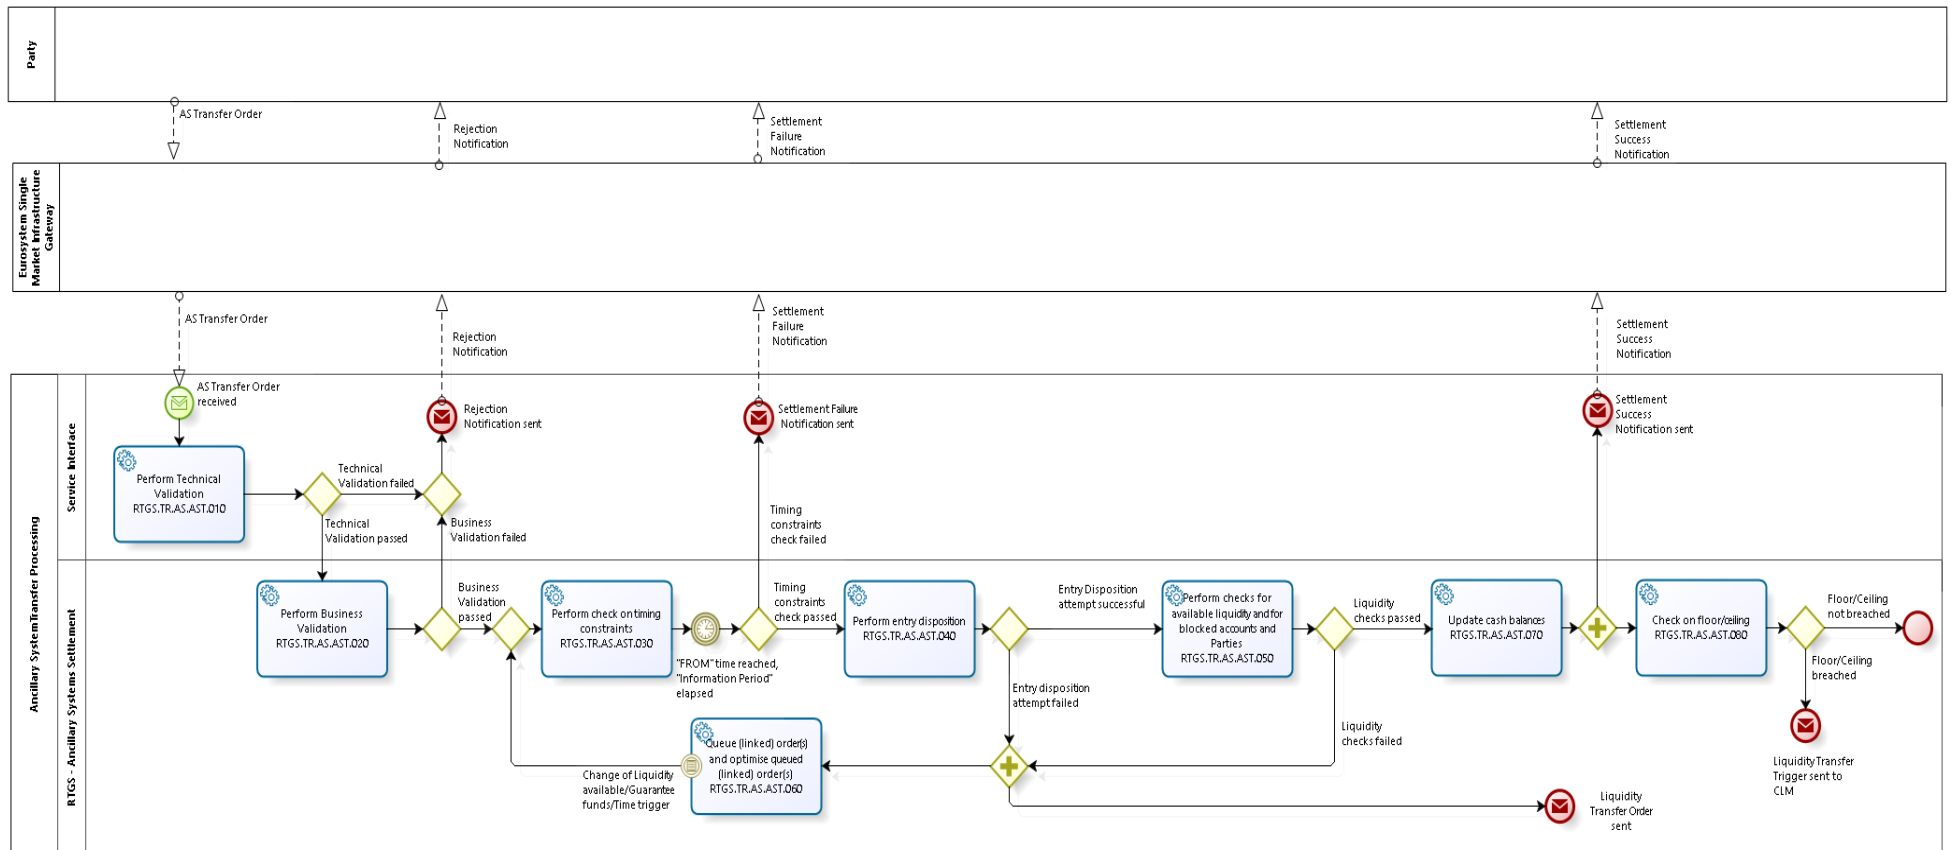 Party
AS Transfer Order
Rejection
Notification
Settlement
Failure
Notification
Settlement
Success
Notification
Eurosystem Single
Market Infrastructure
Gateway
AS Transfer Order
Rejection
Notification
Settlement
Failure
Notification
Settlement
Success
Notification
Ancillary System Transfer Processing
Service Interface
AS Transfer Order
received
Rejection
Notification sent
Settlement Failure
Notification sent
Settlement
Success
Notification sent
Perform Technical
Validation
RTGS.TR.AS.AST.010
Technical
Validation failed
Technical
Validation passed
Business
Validation failed
Timing
constraints
check failed
RTGS - Ancillary Systems Settlement
Perform Business
Validation
RTGS.TR.AS.AST.020
Business
Validation
passed
Perform check on timing
constraints
RTGS.TR.AS.AST.030
"FROM" time reached,
"Information Period"
elapsed
Timing
constraints
check passed
Perform entry disposition
RTGS.TR.AS.AST.040
Entry Disposition
attempt successful
Entry disposition
attempt failed
Perform checks for
available liquidity and for
blocked accounts and
Parties
RTGS.TR.AS.AST.050
Liquidity
checks passed
Liquidity
checks failed
Update cash balances
RTGS.TR.AS.AST.070
Check on floor/ceiling
RTGS.TR.AS.AST.080
Floor/Ceiling
not breached
Floor/Ceiling
breached
Liquidity Transfer
Trigger sent to
CLM
Queue (linked) order(s)
and optimise queued
(linked) order(s)
RTGS.TR.AS.AST.060
Change of Liquidity
available/Guarantee
funds/Time trigger
Liquidity
Transfer Order
sent